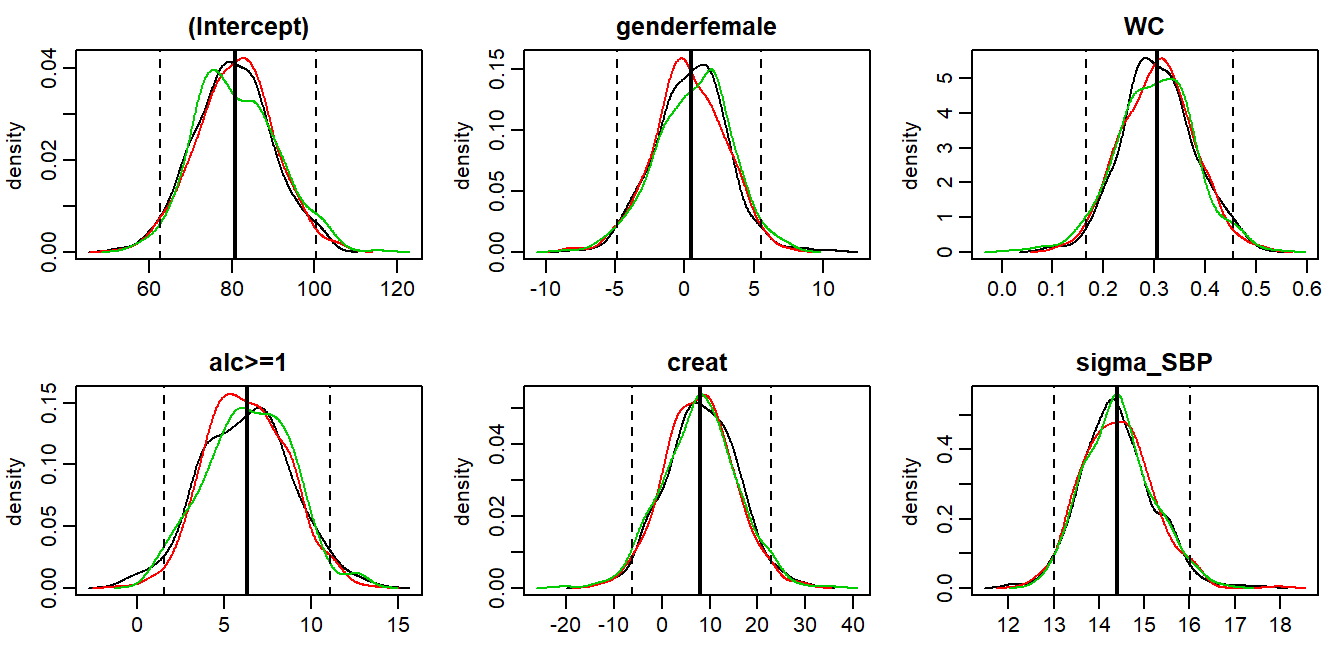 (Intercept) genderfemale WC
density 0.00 0.02 0.04
60 80 100 120
density 0.00 0.05 0.10 0.15
-10 -5 0 5 10
density 0 1 2 3 4 5
0.0 0.1 0.2 0.3 0.4 0.5 0.6
alc>=1 creat sigma_SBP
density 0.00 0.05 0.10 0.15
0 5 10 15
density 0.00 0.02 0.04
-20 -10 0 10 20 30 40
density 0.0 0.2 0.4
12 13 14 15 16 17 18